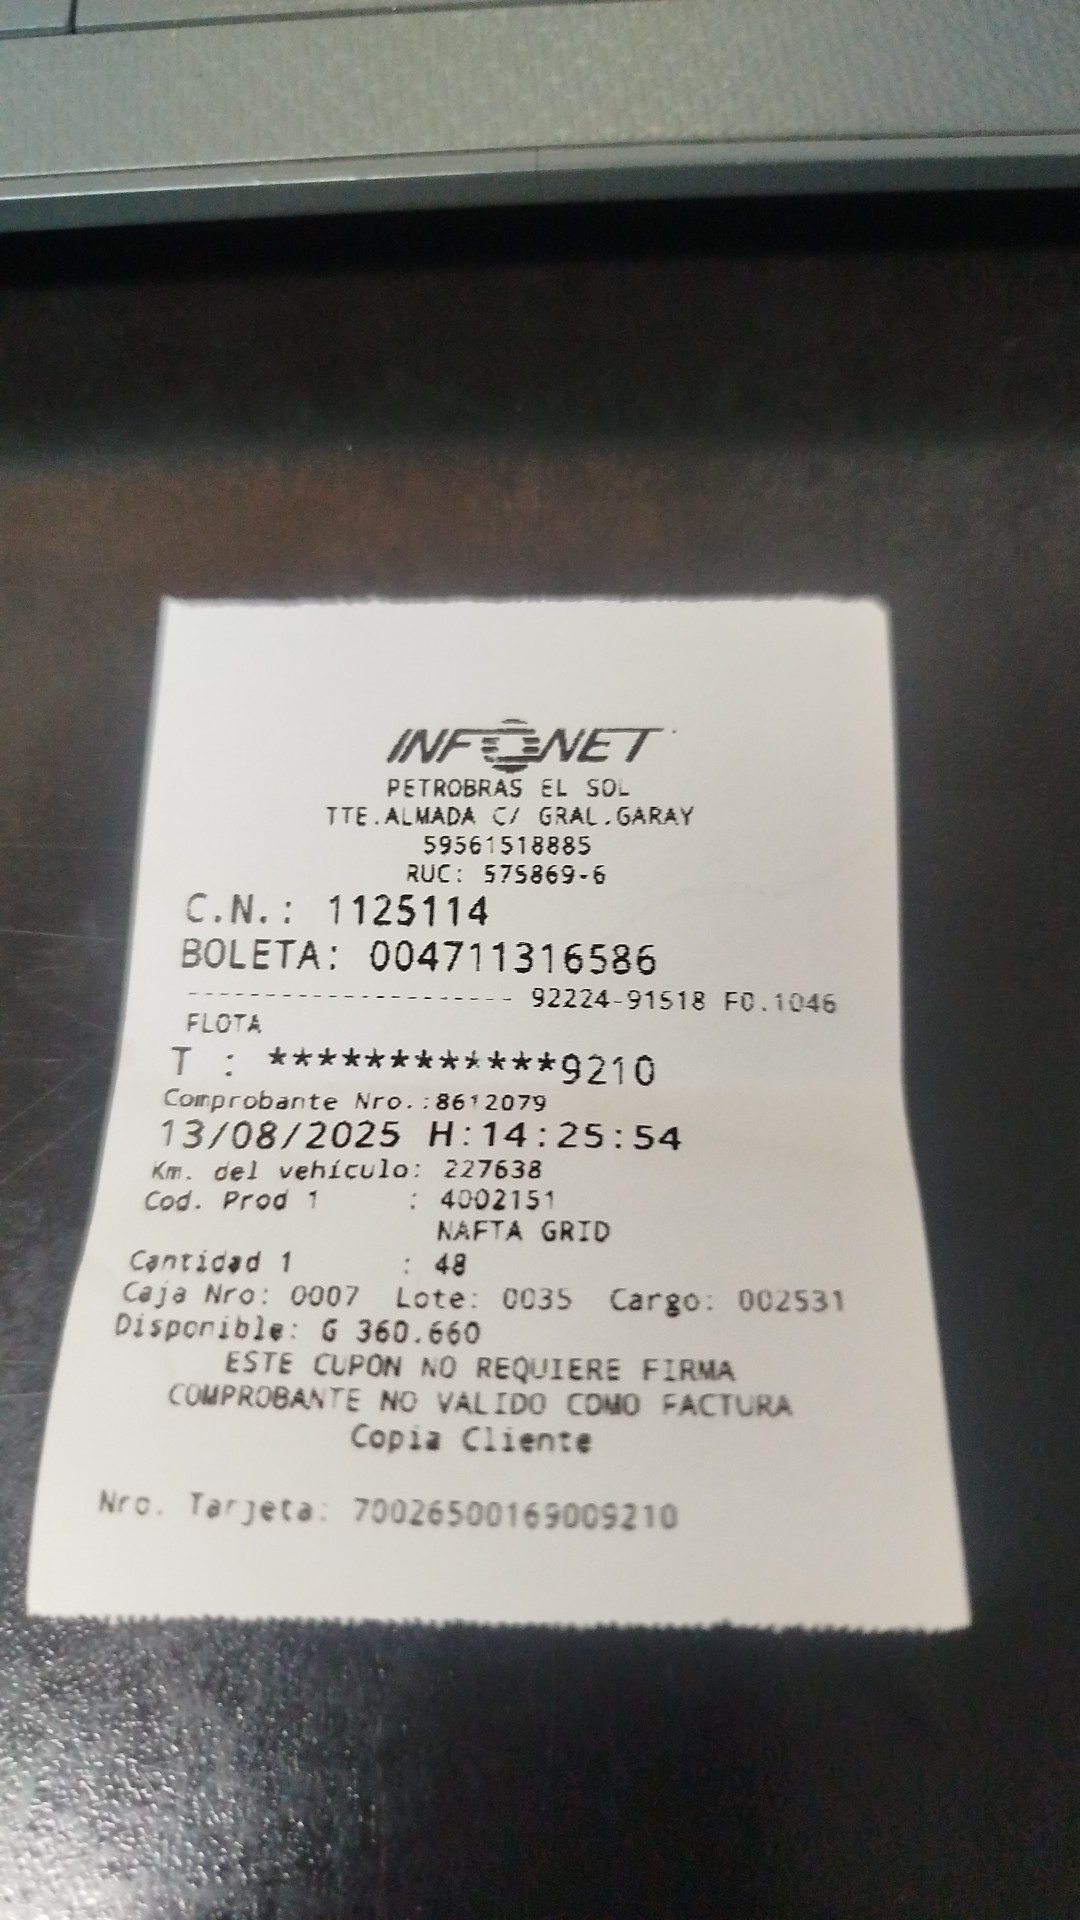 INFONET
PETROBRAS EL SOL
TTE.ALMADA C/ GRAL.GARAY
59561518885
RUC: 575869-6
C.N.: 1125114
BOLETA: 004711316586
--------------------- 92224-91518 F0.1046
FLOTA
T : ************9210
Comprobante Nro.:8612079
13/08/2025 H:14:25:54
Km. del vehículo: 227638
Cod. Prod 1 : 4002151
NAFTA GRID
Cantidad 1 : 48
Caja Nro: 0007 Lote: 0035 Cargo: 002531
Disponible: G 360.660
ESTE CUPON NO REQUIERE FIRMA
COMPROBANTE NO VALIDO COMO FACTURA
Copia Cliente
Nro. Tarjeta: 70026500169009210